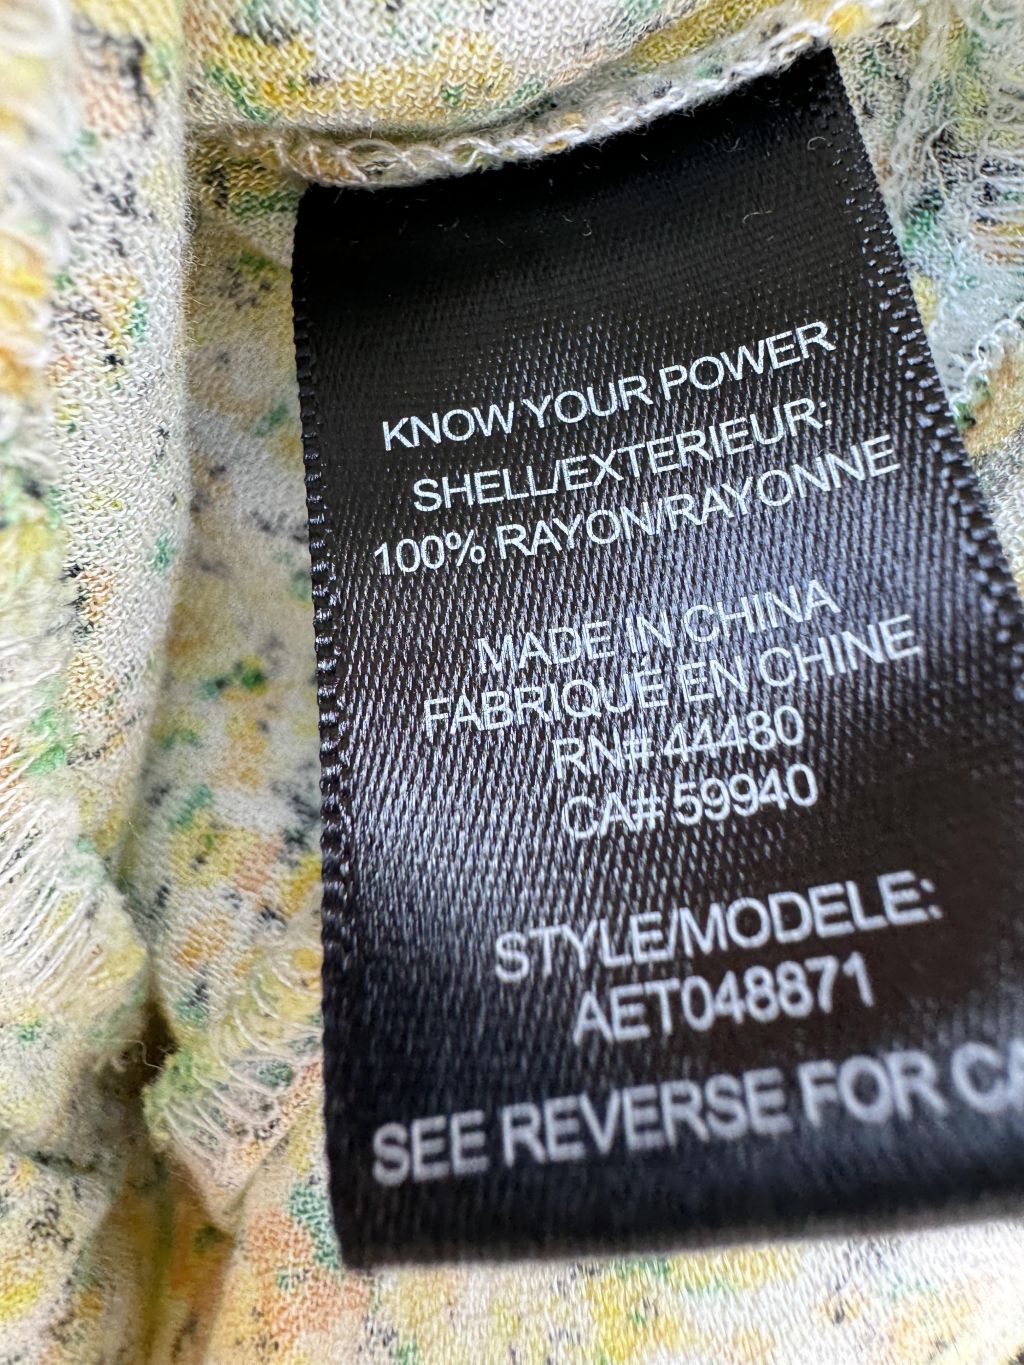 KNOW YOUR POWER
SHELL/EXTERIEUR:
100% RAYON/RAYONNE
MADE IN CHINA
FABRIQUÉ EN CHINE
RN# 44480
CA# 59940
STYLE/MODELE:
AET048871
SEE REVERSE FOR